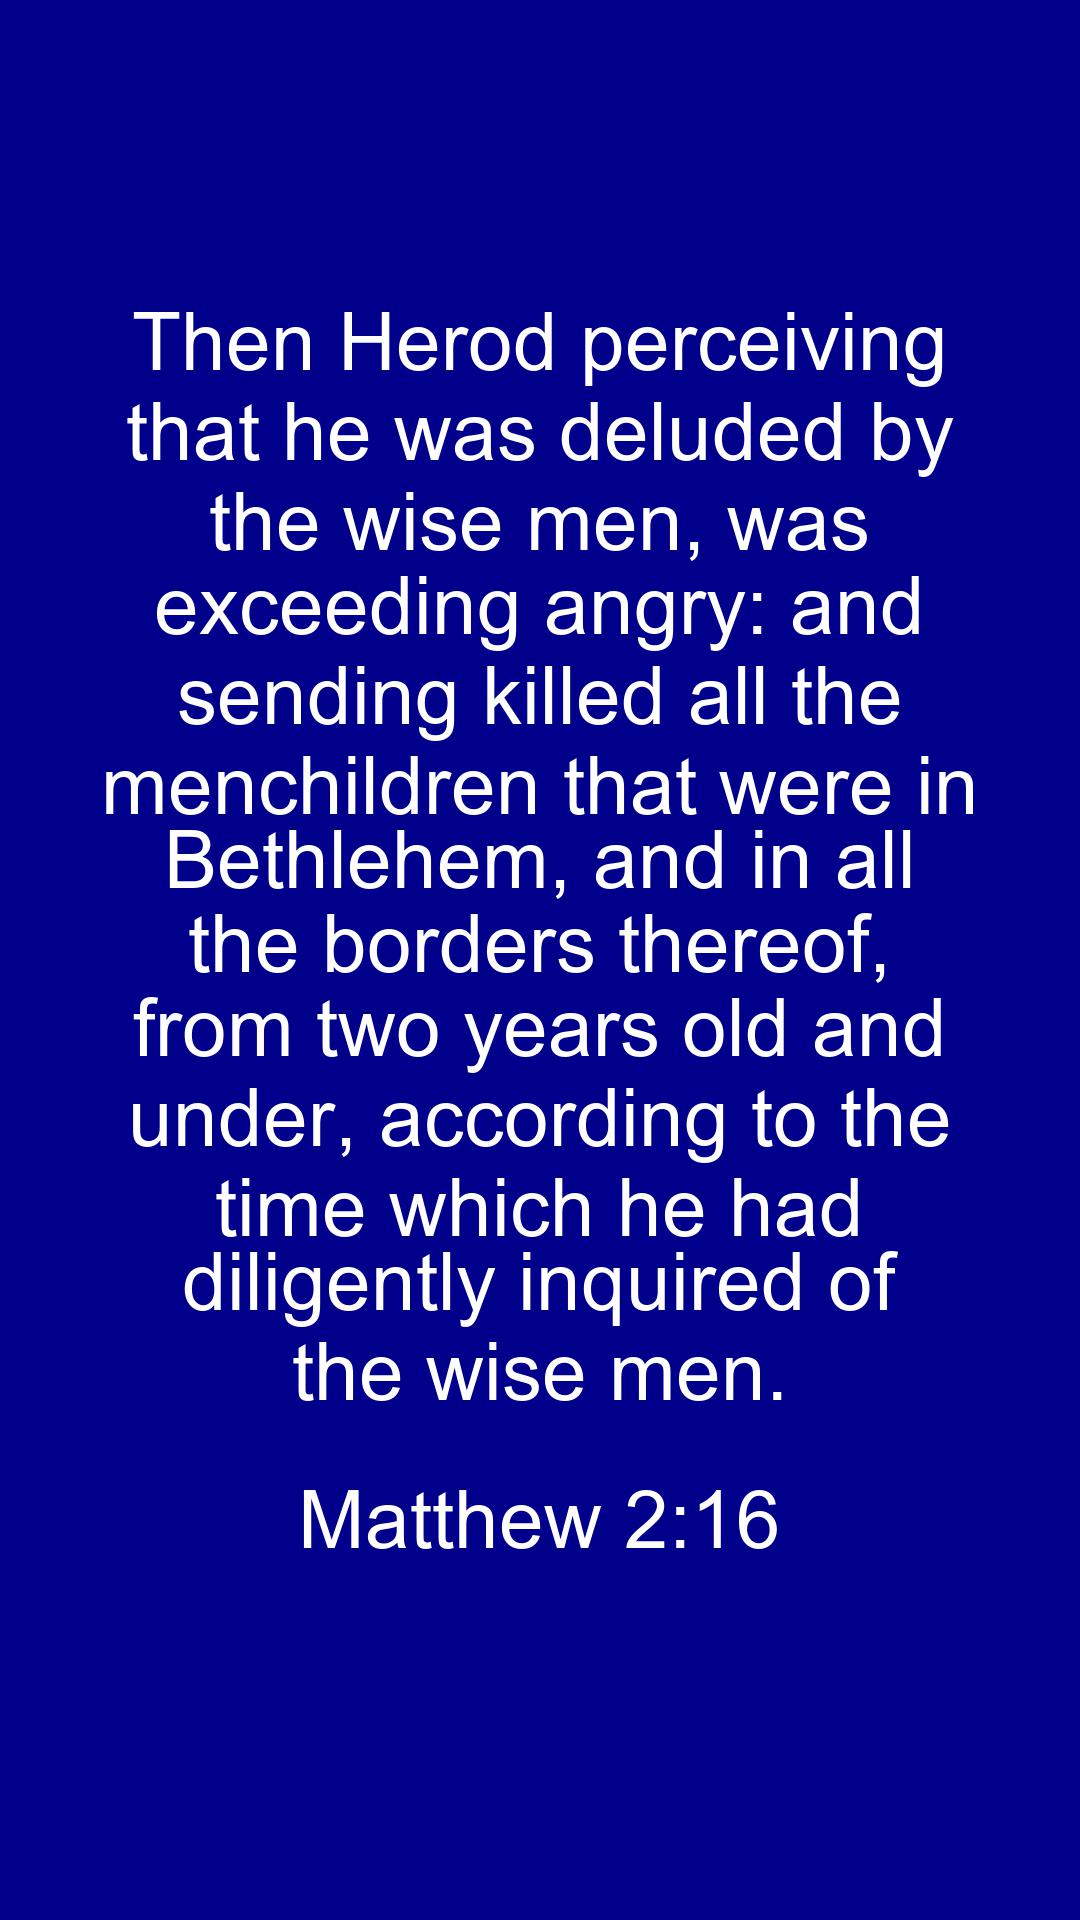 Then Herod perceiving
that he was deluded by
the wise men, was
exceeding angry: and
sending killed all the
menchildren that were in
Bethlehem, and in all
the borders thereof,
from two years old and
under, according to the
time which he had
diligently inquired of
the wise men.
Matthew 2:16